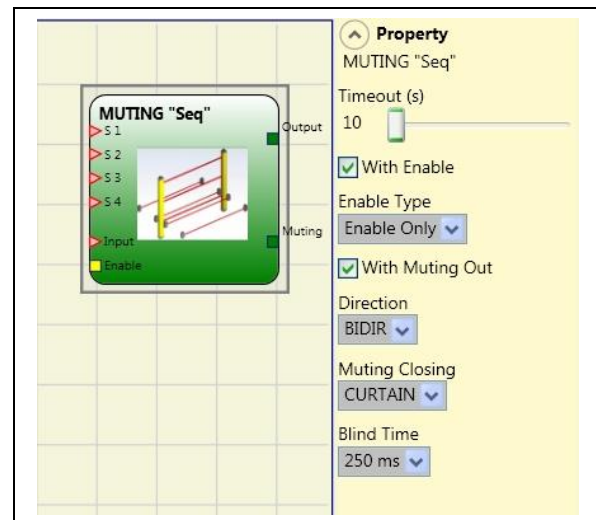 MUTING "Seq"
S 1
S 2
S 3
S 4
Input
Enable
Output
Muting
Property
MUTING "Seq"
Timeout (s)
10
With Enable
Enable Type
Enable Only
With Muting Out
Direction
BIDIR
Muting Closing
CURTAIN
Blind Time
250 ms